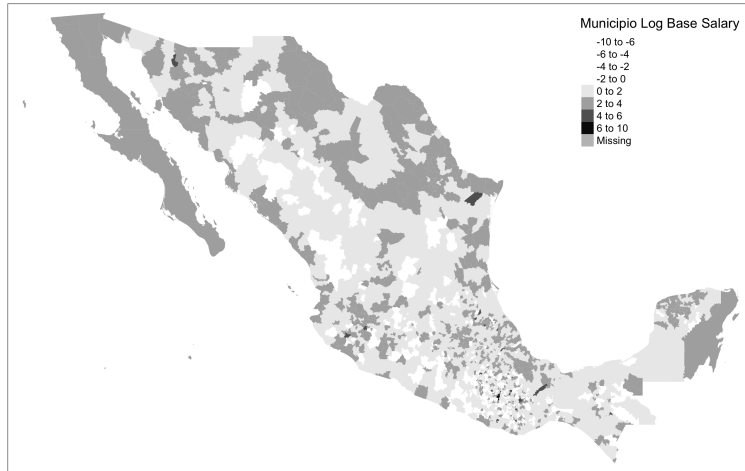 Municipio Log Base Salary
-10 to -6
-6 to -4
-4 to -2
-2 to 0
0 to 2
2 to 4
4 to 6
6 to 10
Missing